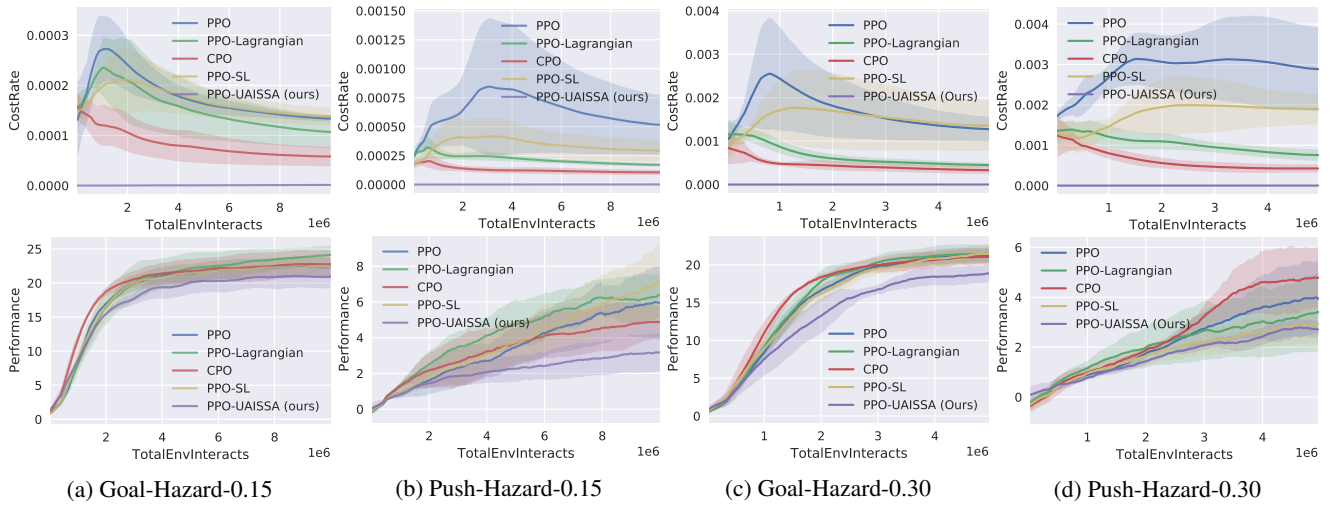 0.0003
0.0002
0.0001
0.0000
CostRate
PPO
PPO-Lagrangian
CPO
PPO-SL
PPO-UAISSA (ours)
2 4 6 8 10
TotalEnvInteracts 1e6
0.00150
0.00125
0.00100
0.00075
0.00050
0.00025
0.00000
CostRate
PPO
PPO-Lagrangian
CPO
PPO-SL
PPO-UAISSA (ours)
2 4 6 8 10
TotalEnvInteracts 1e6
0.004
0.003
0.002
0.001
0.000
CostRate
PPO
PPO-Lagrangian
CPO
PPO-SL
PPO-UAISSA (Ours)
1 2 3 4
TotalEnvInteracts 1e6
0.004
0.003
0.002
0.001
0.000
CostRate
PPO
PPO-Lagrangian
CPO
PPO-SL
PPO-UAISSA (Ours)
1 2 3 4
TotalEnvInteracts 1e6
25
20
15
10
5
0
Performance
PPO
PPO-Lagrangian
CPO
PPO-SL
PPO-UAISSA (ours)
2 4 6 8 10
TotalEnvInteracts 1e6
8
6
4
2
0
Performance
PPO
PPO-Lagrangian
CPO
PPO-SL
PPO-UAISSA (ours)
2 4 6 8 10
TotalEnvInteracts 1e6
20
15
10
5
0
Performance
PPO
PPO-Lagrangian
CPO
PPO-SL
PPO-UAISSA (Ours)
1 2 3 4
TotalEnvInteracts 1e6
6
4
2
0
Performance
PPO
PPO-Lagrangian
CPO
PPO-SL
PPO-UAISSA (Ours)
1 2 3 4
TotalEnvInteracts 1e6
(a) Goal-Hazard-0.15
(b) Push-Hazard-0.15
(c) Goal-Hazard-0.30
(d) Push-Hazard-0.30